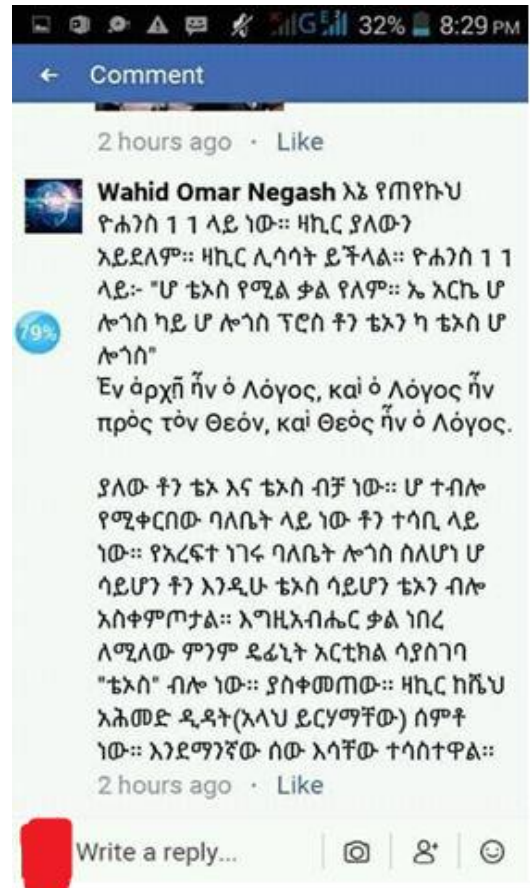 G E 32% 8:29 PM
← Comment
2 hours ago · Like
Wahid Omar Negash እኔ የጠየኩህ
ዮሐንስ 1 1 ላይ ነው። ዛኪር ያለውን
አይደለም። ዛኪር ሊሳሳት ይችላል። ዮሐንስ 1 1
ላይ፦ "ሆ ቴኦስ የሚል ቃል የለም። ኤ አርኬ ሆ
79%
ሎጎስ ካይ ሆ ሎጎስ ፕሮስ ቶን ቴኦን ካ ቴኦስ ሆ
ሎጎስ"
Ἐν ἀρχῇ ἦν ὁ Λόγος, καὶ ὁ Λόγος ἦν
πρὸς τὸν Θεόν, καὶ Θεὸς ἦν ὁ Λόγος.
ያለው ቶን ቴኦ እና ቴኦስ ብቻ ነው። ሆ ተብሎ
የሚቀርበው ባለቤት ላይ ነው ቶን ተሳቢ ላይ
ነው። የአረፍተ ነገሩ ባለቤት ሎጎስ ስለሆነ ሆ
ሳይሆን ቶን እንዲሁ ቴኦስ ሳይሆን ቴኦን ብሎ
አስቀምጦታል። እግዚአብሔር ቃል ነበረ
ለሚለው ምንም ዴፊኒት አርቲክል ሳያስገባ
"ቴኦስ" ብሎ ነው። ያስቀመጠው። ዛኪር ከሼህ
አሕመድ ዲዳት(አላህ ይርሃማቸው) ሰምቶ
ነው። እንደማንኛው ሰው እሳቸው ተሳስተዋል።
2 hours ago · Like
Write a reply...